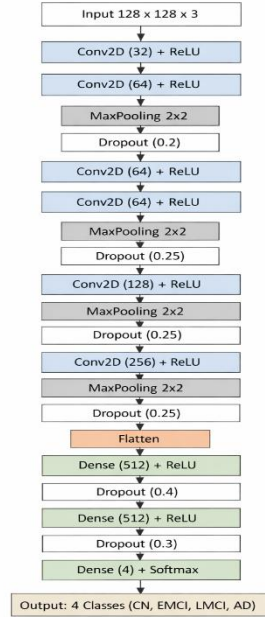 Input 128 x 128 x 3
Conv2D (32) + ReLU
Conv2D (64) + ReLU
MaxPooling 2x2
Dropout (0.2)
Conv2D (64) + ReLU
Conv2D (64) + ReLU
MaxPooling 2x2
Dropout (0.25)
Conv2D (128) + ReLU
MaxPooling 2x2
Dropout (0.25)
Conv2D (256) + ReLU
MaxPooling 2x2
Dropout (0.25)
Flatten
Dense (512) + ReLU
Dropout (0.4)
Dense (512) + ReLU
Dropout (0.3)
Dense (4) + Softmax
Output: 4 Classes (CN, EMCI, LMCI, AD)